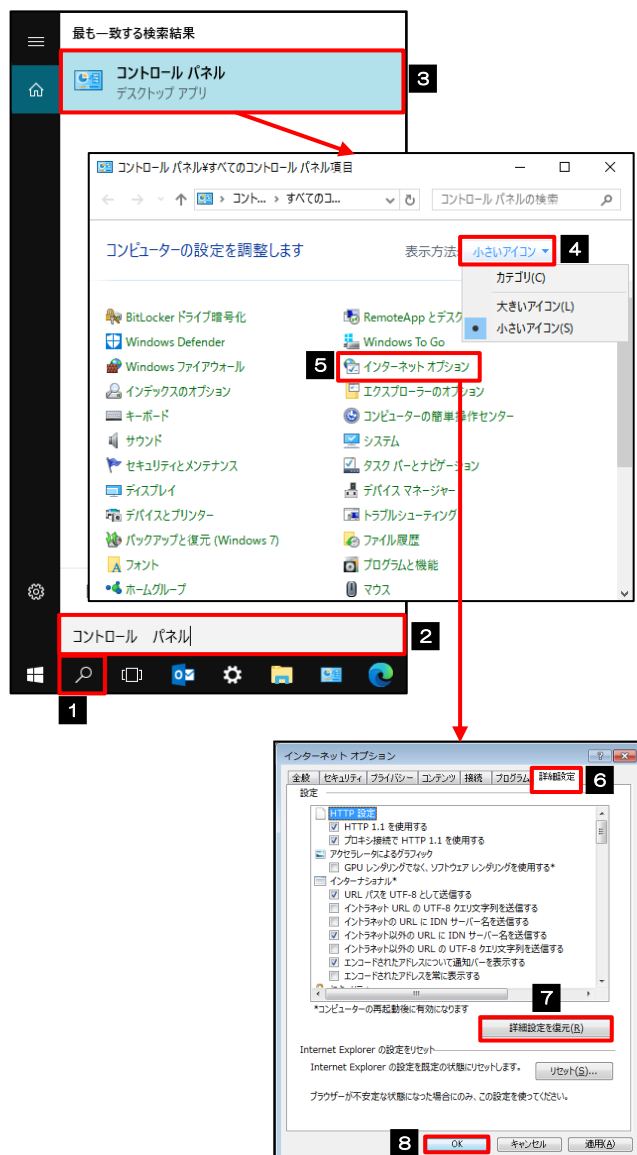 最も一致する検索結果
コントロール パネル
デスクトップ アプリ
3
コントロール パネル¥すべてのコントロール パネル項目
コント... › すべてのコ...
コントロール パネルの検索
コンピューターの設定を調整します
表示方法:
小さいアイコン
4
カテゴリ(C)
大きいアイコン(L)
小さいアイコン(S)
BitLocker ドライブ暗号化
RemoteApp とデスク
Windows Defender
Windows To Go
Windows ファイアウォール
5
インターネット オプション
インデックスのオプション
エクスプローラーのオプション
キーボード
コンピューターの簡単操作センター
サウンド
システム
セキュリティとメンテナンス
タスク バーとナビゲーション
ディスプレイ
デバイス マネージャー
デバイスとプリンター
トラブルシューティング
バックアップと復元 (Windows 7)
ファイル履歴
フォント
プログラムと機能
ホームグループ
マウス
コントロール　パネル
2
1
インターネット オプション
全般 セキュリティ プライバシー コンテンツ 接続 プログラム 詳細設定
6
設定
HTTP 設定
HTTP 1.1 を使用する
プロキシ接続で HTTP 1.1 を使用する
アクセラレータによるグラフィック
GPU レンダリングでなく、ソフトウェア レンダリングを使用する*
インターナショナル*
URL パスを UTF-8 として送信する
イントラネット URL の UTF-8 クエリ文字列を送信する
イントラネットの URL に IDN サーバー名を送信する
イントラネット以外の URL に IDN サーバー名を送信する
イントラネット以外の URL の UTF-8 クエリ文字列を送信する
エンコードされたアドレスについて通知バーを表示する
エンコードされたアドレスを常に表示する
*コンピューターの再起動後に有効になります
7
詳細設定を復元(R)
Internet Explorer の設定をリセット
Internet Explorer の設定を既定の状態にリセットします。
リセット(S)...
ブラウザーが不安定な状態になった場合にのみ、この設定を使ってください。
8
OK
キャンセル
適用(A)